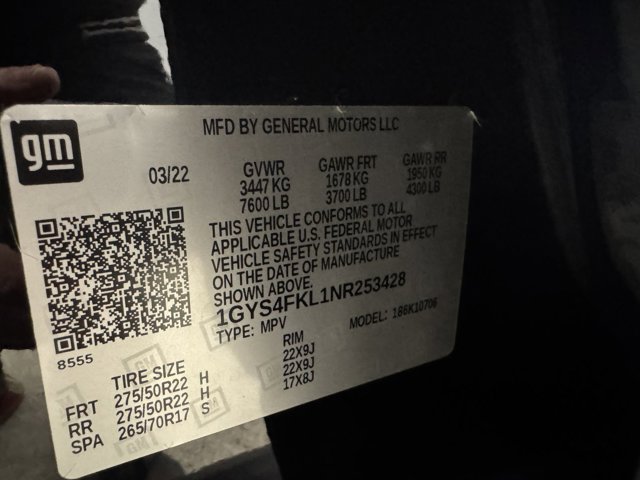 gm
MFD BY GENERAL MOTORS LLC
03/22
GVWR GAWR FRT GAWR RR
3447 KG 1678 KG 1950 KG
7600 LB 3700 LB 4300 LB
THIS VEHICLE CONFORMS TO ALL
APPLICABLE U.S. FEDERAL MOTOR
VEHICLE SAFETY STANDARDS IN EFFECT
ON THE DATE OF MANUFACTURE
SHOWN ABOVE.
1GYS4FKL1NR253428
TYPE: MPV MODEL: 186K10706
8555
TIRE SIZE RIM
FRT 275/50R22 H 22X9J
RR 275/50R22 H 22X9J
SPA 265/70R17 S 17X8J